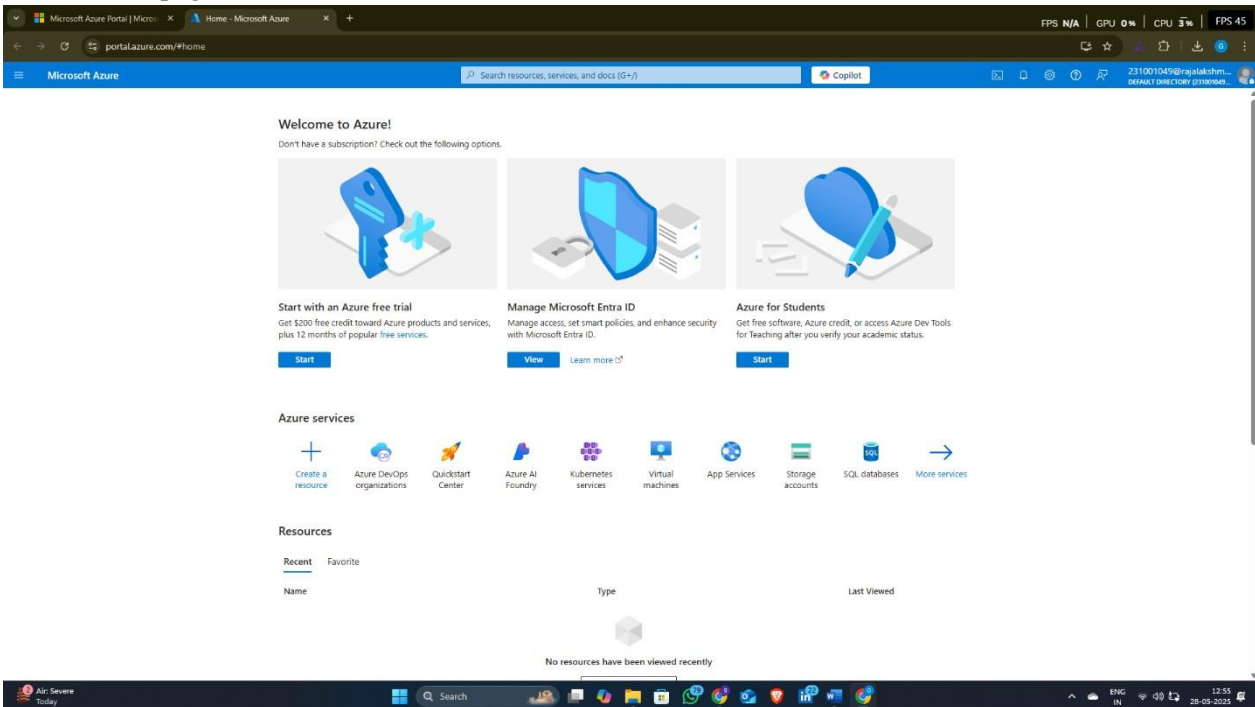 Microsoft Azure Portal | Micros
Home - Microsoft Azure
FPS N/A | GPU 0% | CPU 3% | FPS 45
portal.azure.com/#home
Microsoft Azure
Search resources, services, and docs (G+/)
Copilot
231001049@rajalakshm...
DEFAULT DIRECTORY (231001049...
Welcome to Azure!
Don't have a subscription? Check out the following options.
Start with an Azure free trial
Get $200 free credit toward Azure products and services,
plus 12 months of popular free services.
Start
Manage Microsoft Entra ID
Manage access, set smart policies, and enhance security
with Microsoft Entra ID.
View
Learn more
Azure for Students
Get free software, Azure credit, or access Azure Dev Tools
for Teaching after you verify your academic status.
Start
Azure services
Create a
resource
Azure DevOps
organizations
Quickstart
Center
Azure AI
Foundry
Kubernetes
services
Virtual
machines
App Services
Storage
accounts
SQL
SQL databases
More services
Resources
Recent
Favorite
Name
Type
Last Viewed
No resources have been viewed recently
Air: Severe
Today
Search
ENG
IN
12:55
28-05-2025